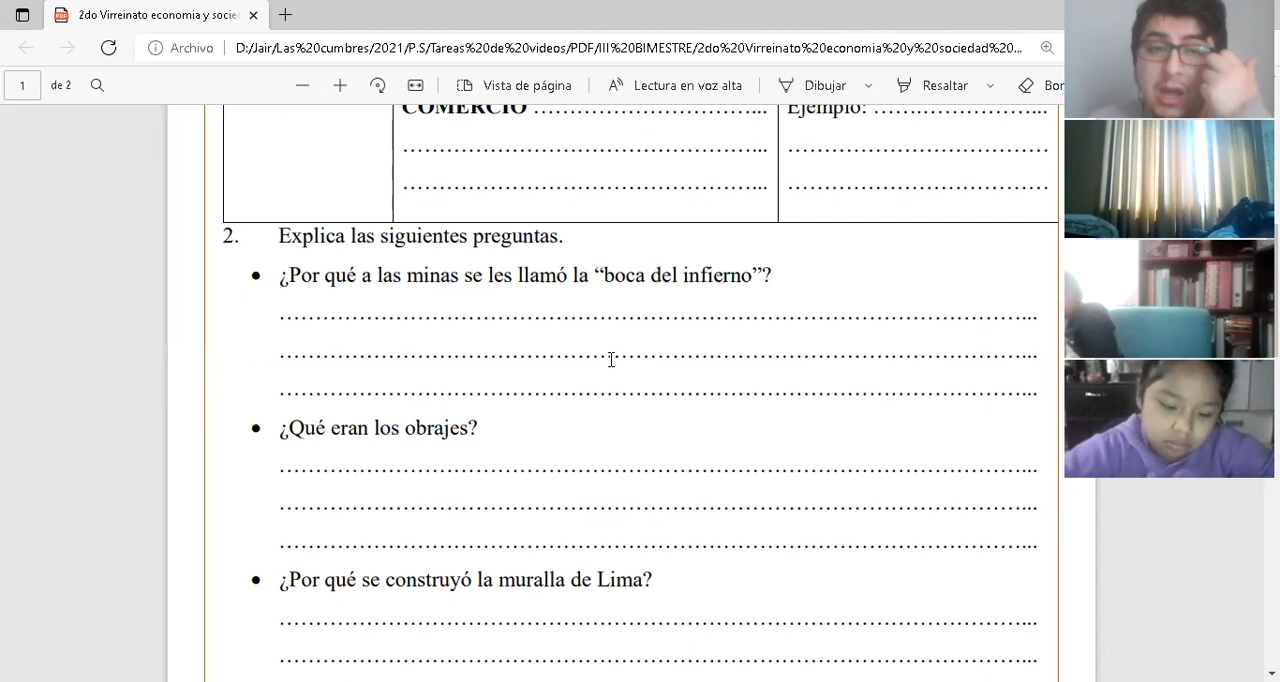 2do Virreinato economia y socie
Archivo D:/Jair/Las%20cumbres/2021/P.S/Tareas%20de%20videos/PDF/III%20BIMESTRE/2do%20Virreinato%20economia%20y%20sociedad%20...
1 de 2 Vista de página Lectura en voz alta Dibujar Resaltar Bor
COMERCIO ………………………………... Ejemplo: ……………………...
………………………………………………... …………………………………
………………………………………………... …………………………………
2. Explica las siguientes preguntas.
• ¿Por qué a las minas se les llamó la “boca del infierno”?
……………………………………………………………………………………………...
……………………………………………………………………………………………...
……………………………………………………………………………………………...
• ¿Qué eran los obrajes?
……………………………………………………………………………………………...
……………………………………………………………………………………………...
……………………………………………………………………………………………...
• ¿Por qué se construyó la muralla de Lima?
……………………………………………………………………………………………...
……………………………………………………………………………………………...